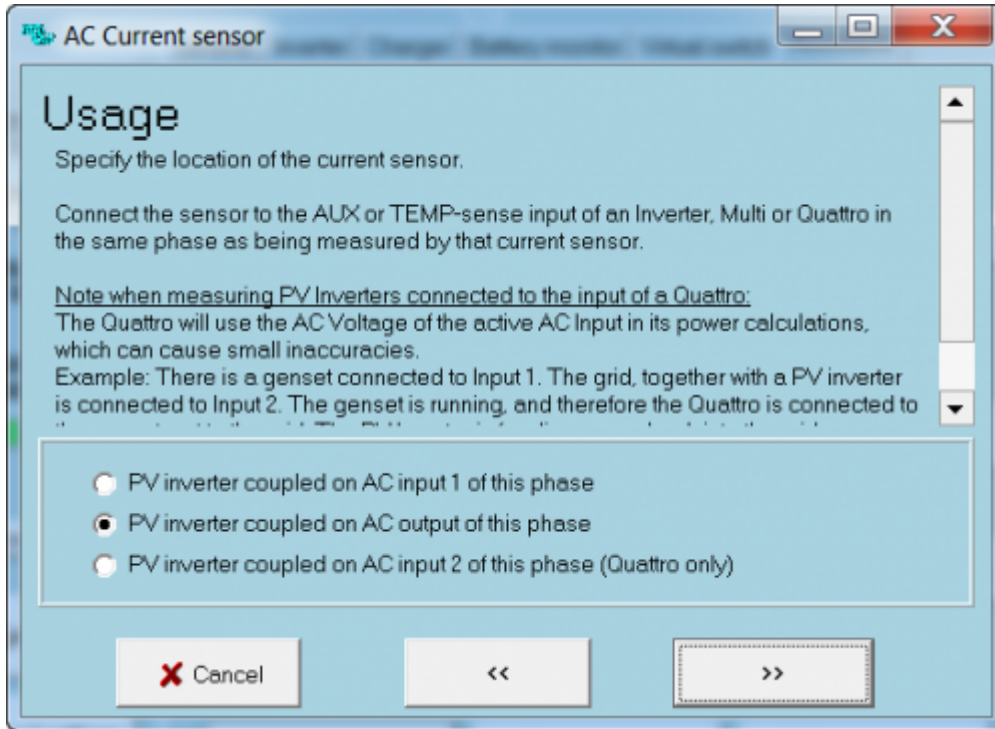 AC Current sensor
Usage
Specify the location of the current sensor.
Connect the sensor to the AUX or TEMP-sense input of an Inverter, Multi or Quattro in
the same phase as being measured by that current sensor.
Note when measuring PV Inverters connected to the input of a Quattro:
The Quattro will use the AC Voltage of the active AC Input in its power calculations,
which can cause small inaccuracies.
Example: There is a genset connected to Input 1. The grid, together with a PV inverter
is connected to Input 2. The genset is running, and therefore the Quattro is connected to
PV inverter coupled on AC input 1 of this phase
PV inverter coupled on AC output of this phase
PV inverter coupled on AC input 2 of this phase (Quattro only)
Cancel
<<
>>